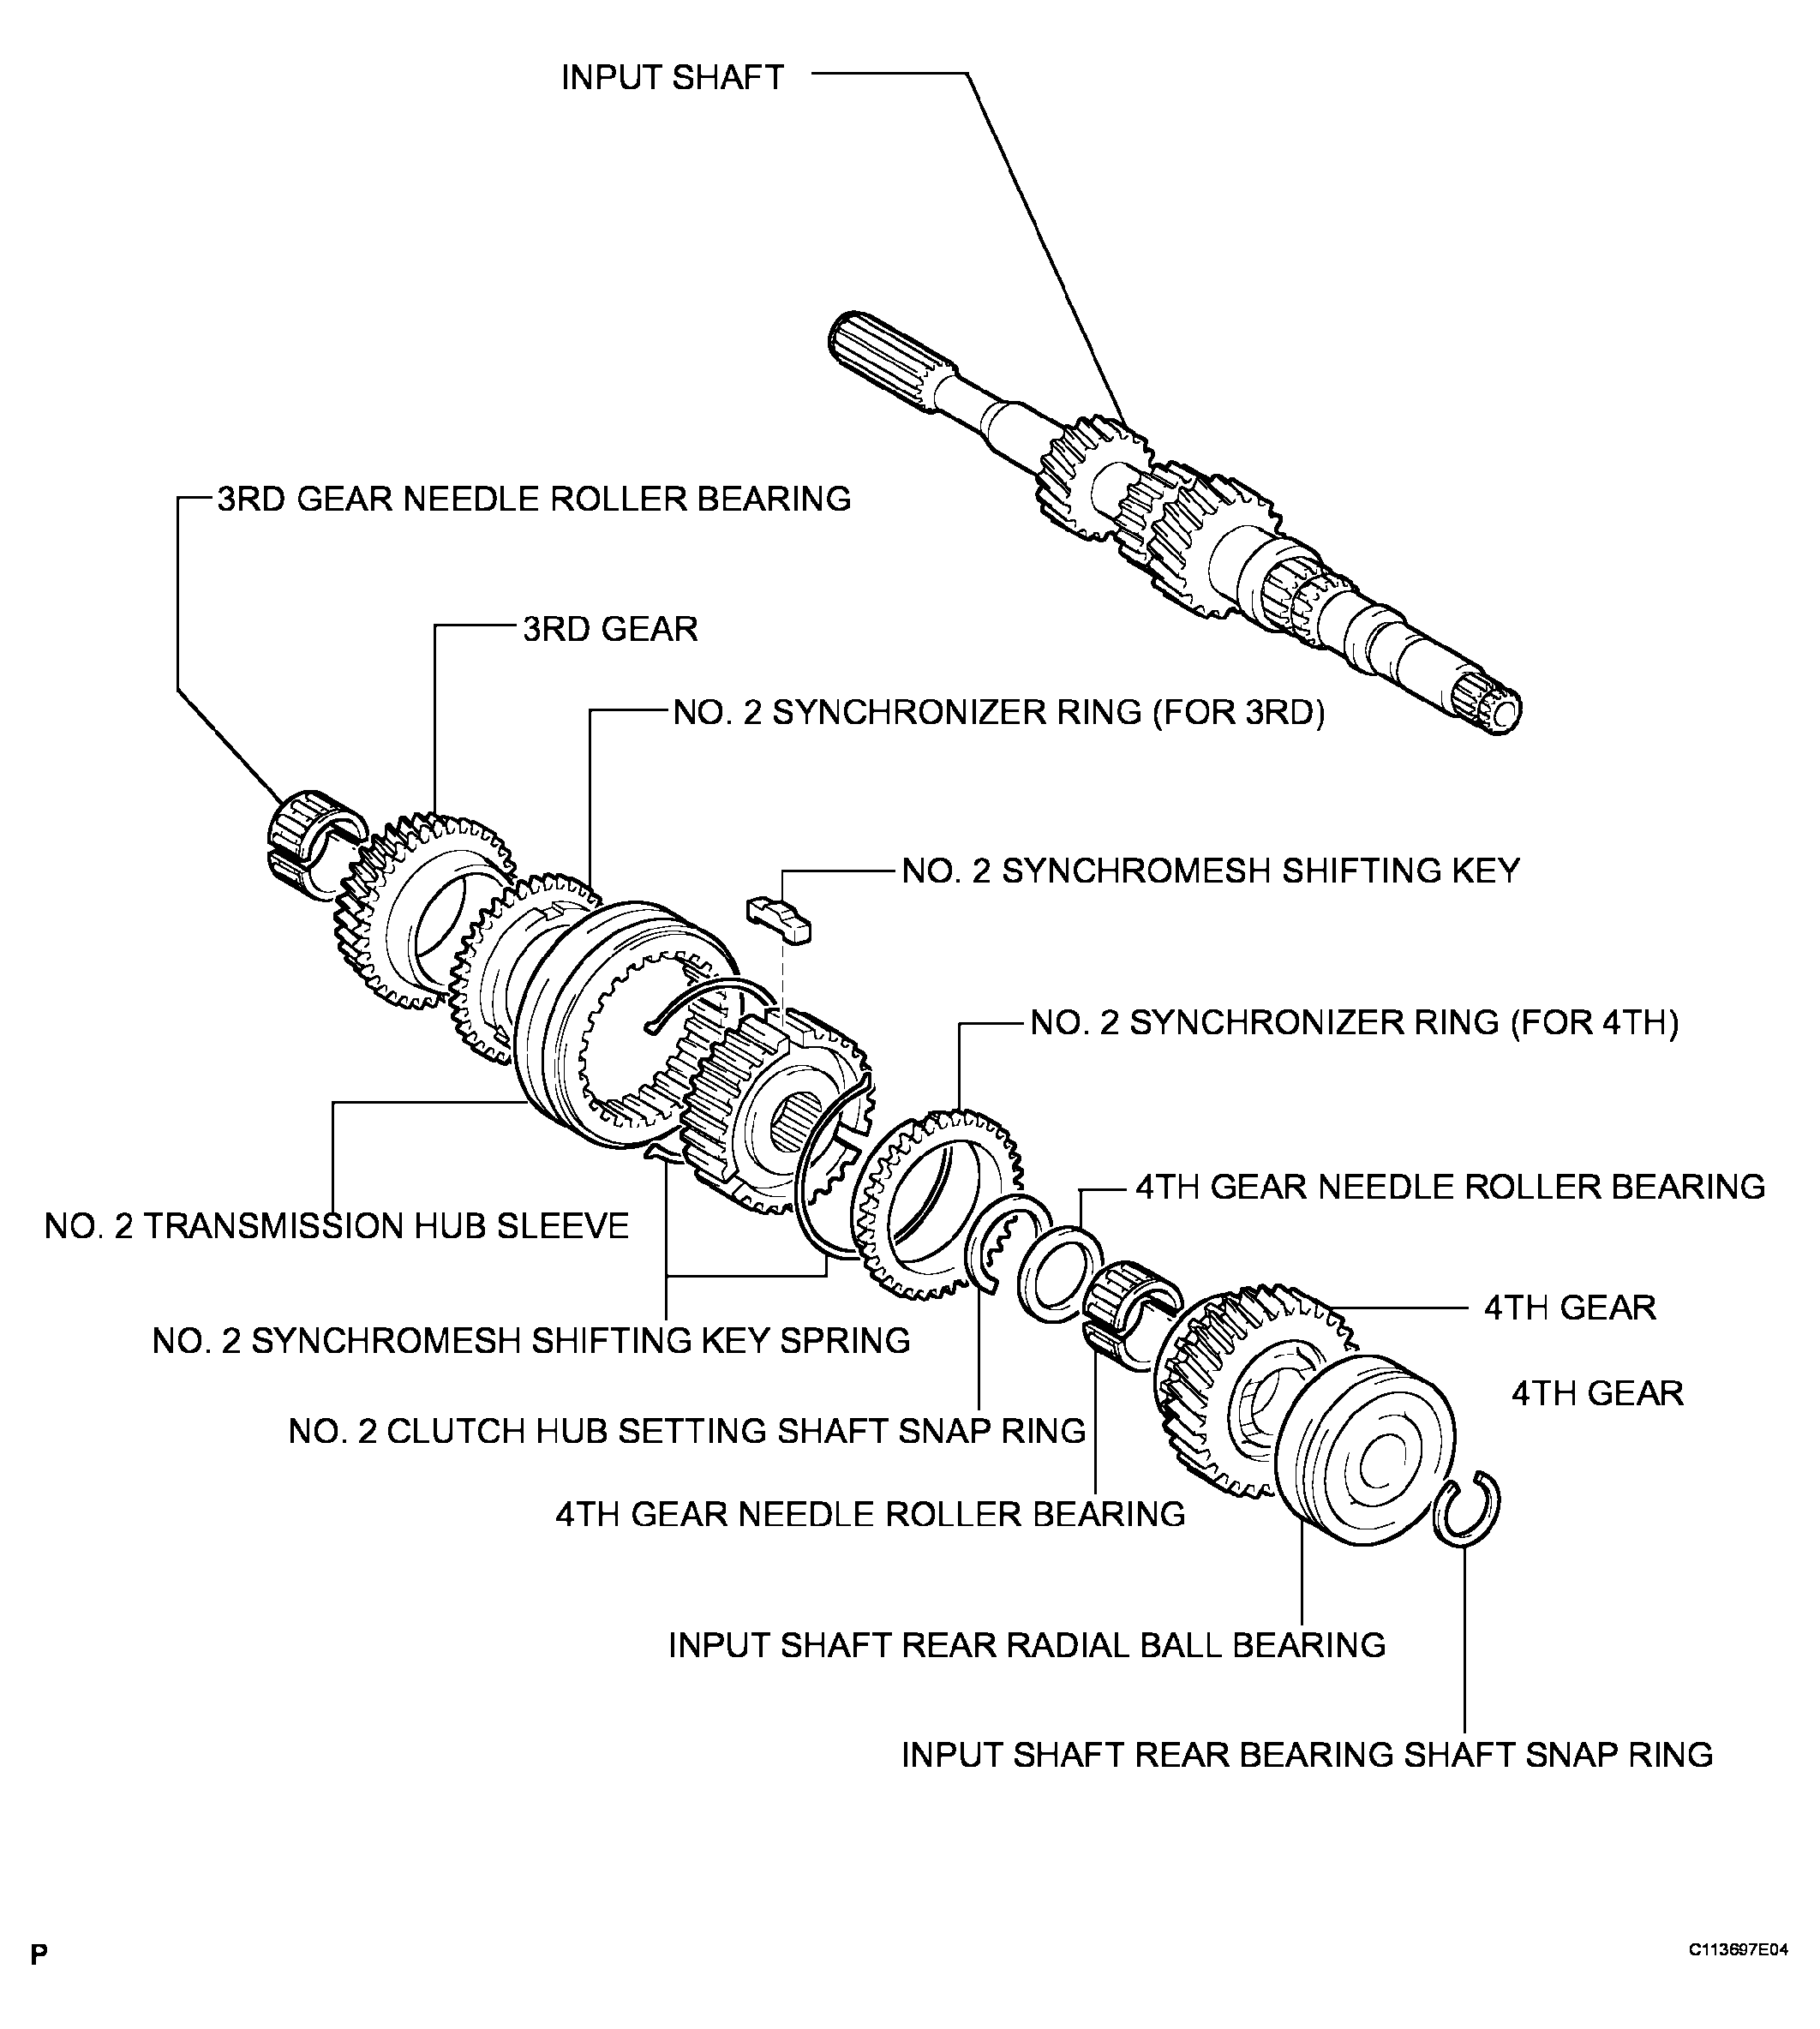 INPUT SHAFT
3RD GEAR NEEDLE ROLLER BEARING
3RD GEAR
NO. 2 SYNCHRONIZER RING (FOR 3RD)
NO. 2 SYNCHROMESH SHIFTING KEY
NO. 2 SYNCHRONIZER RING (FOR 4TH)
4TH GEAR NEEDLE ROLLER BEARING
NO. 2 TRANSMISSION HUB SLEEVE
4TH GEAR
NO. 2 SYNCHROMESH SHIFTING KEY SPRING
4TH GEAR
NO. 2 CLUTCH HUB SETTING SHAFT SNAP RING
4TH GEAR NEEDLE ROLLER BEARING
INPUT SHAFT REAR RADIAL BALL BEARING
INPUT SHAFT REAR BEARING SHAFT SNAP RING
P
C113697E04